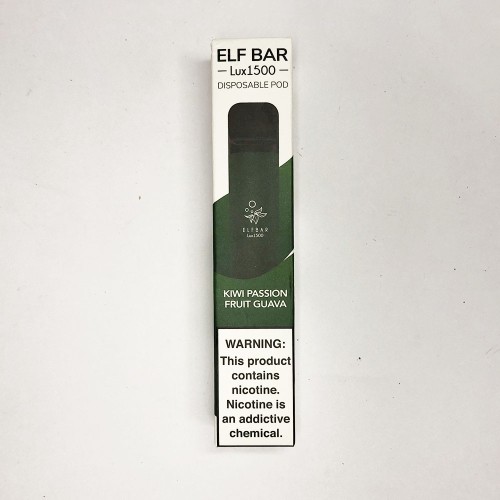 ELF BAR
Lux1500
DISPOSABLE POD
ELFBAR
Lux1500
KIWI PASSION
FRUIT GUAVA
WARNING:
This product
contains
nicotine.
Nicotine is
an addictive
chemical.